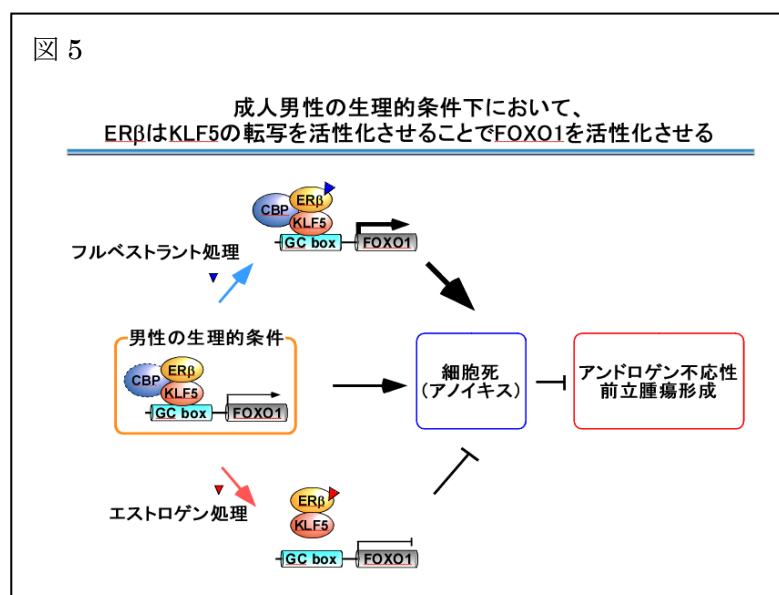 図 5
成人男性の生理的条件下において、
ERβはKLF5の転写を活性化させることでFOXO1を活性化させる
CBP
ERβ
KLF5
GC box
FOXO1
フルベストラント処理
男性の生理的条件
CBP
ERβ
KLF5
GC box
FOXO1
細胞死
(アノイキス)
アンドロゲン不応性
前立腫瘍形成
エストロゲン処理
ERβ
KLF5
GC box
FOXO1